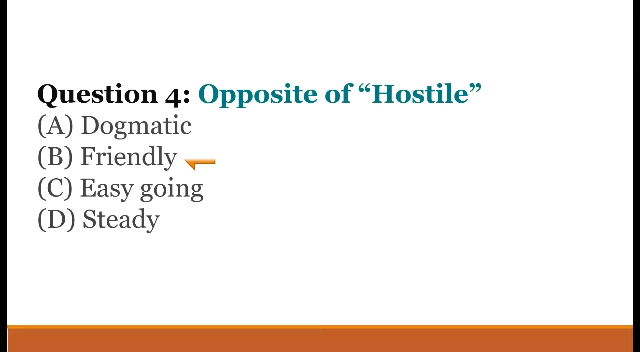 Question 4: Opposite of “Hostile”
(A) Dogmatic
(B) Friendly
(C) Easy going
(D) Steady